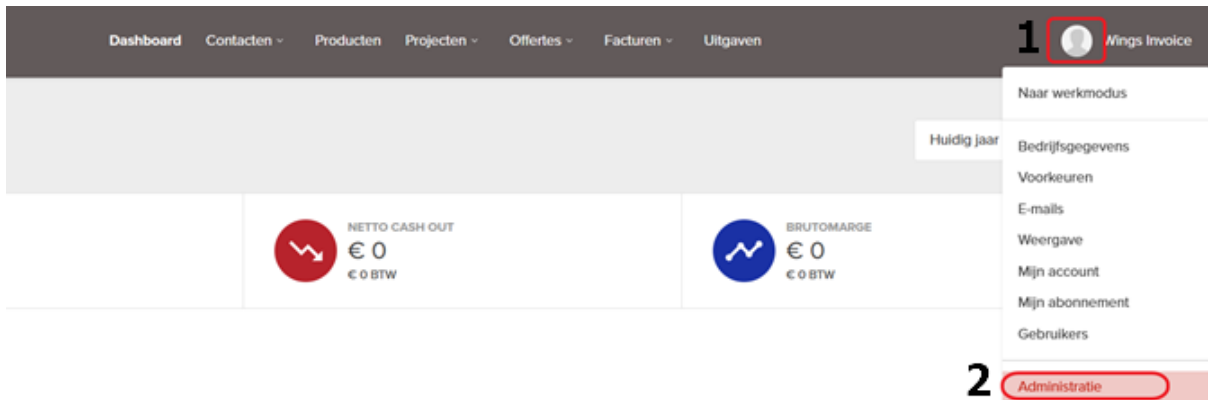 Dashboard Contacten Producten Projecten Offertes Facturen Uitgaven
1 Wings Invoice
Naar werkmodus
Huidig jaar
Bedrijfsgegevens
Voorkeuren
E-mails
Weergave
Mijn account
Mijn abonnement
Gebruikers
2 Administratie
NETTO CASH OUT
€ 0
€ 0 BTW
BRUTOMARGE
€ 0
€ 0 BTW